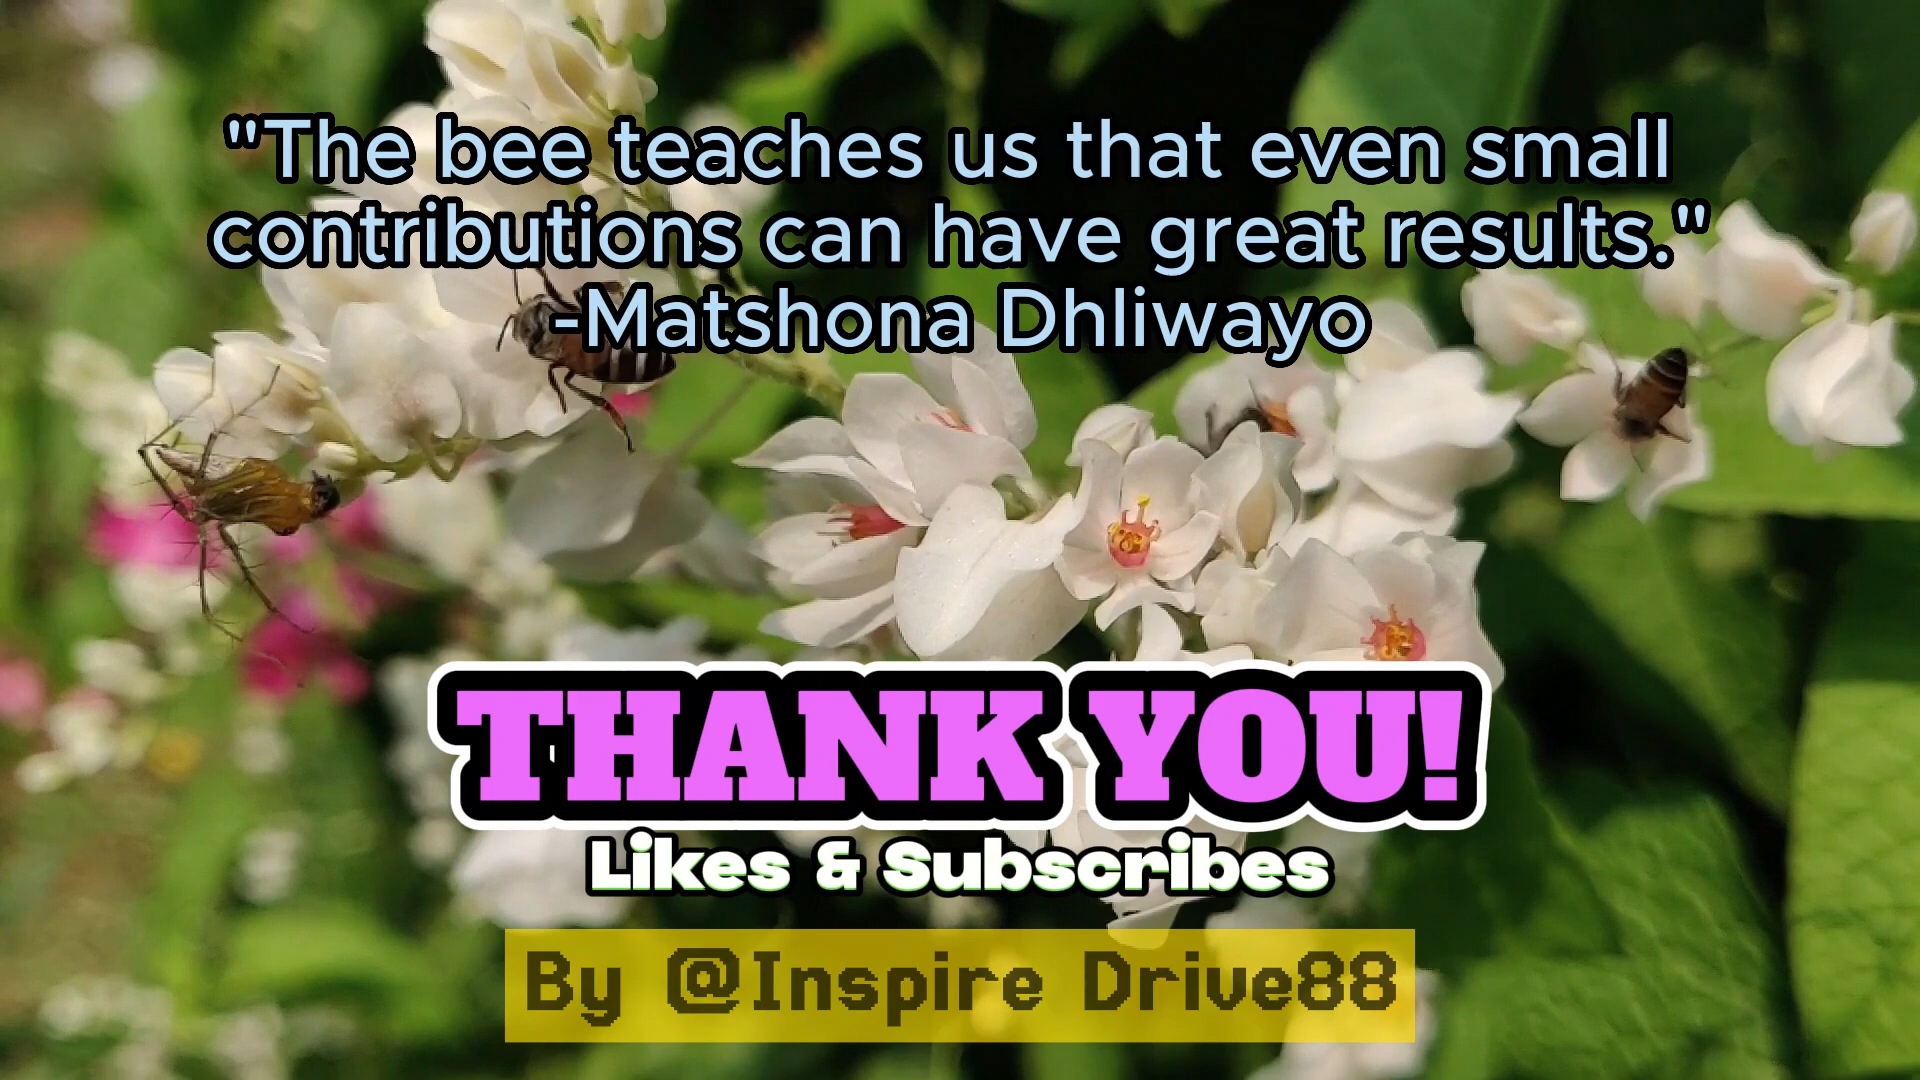 "The bee teaches us that even small
contributions can have great results."
-Matshona Dhliwayo
THANK YOU!
Likes & Subscribes
By @Inspire Drive88